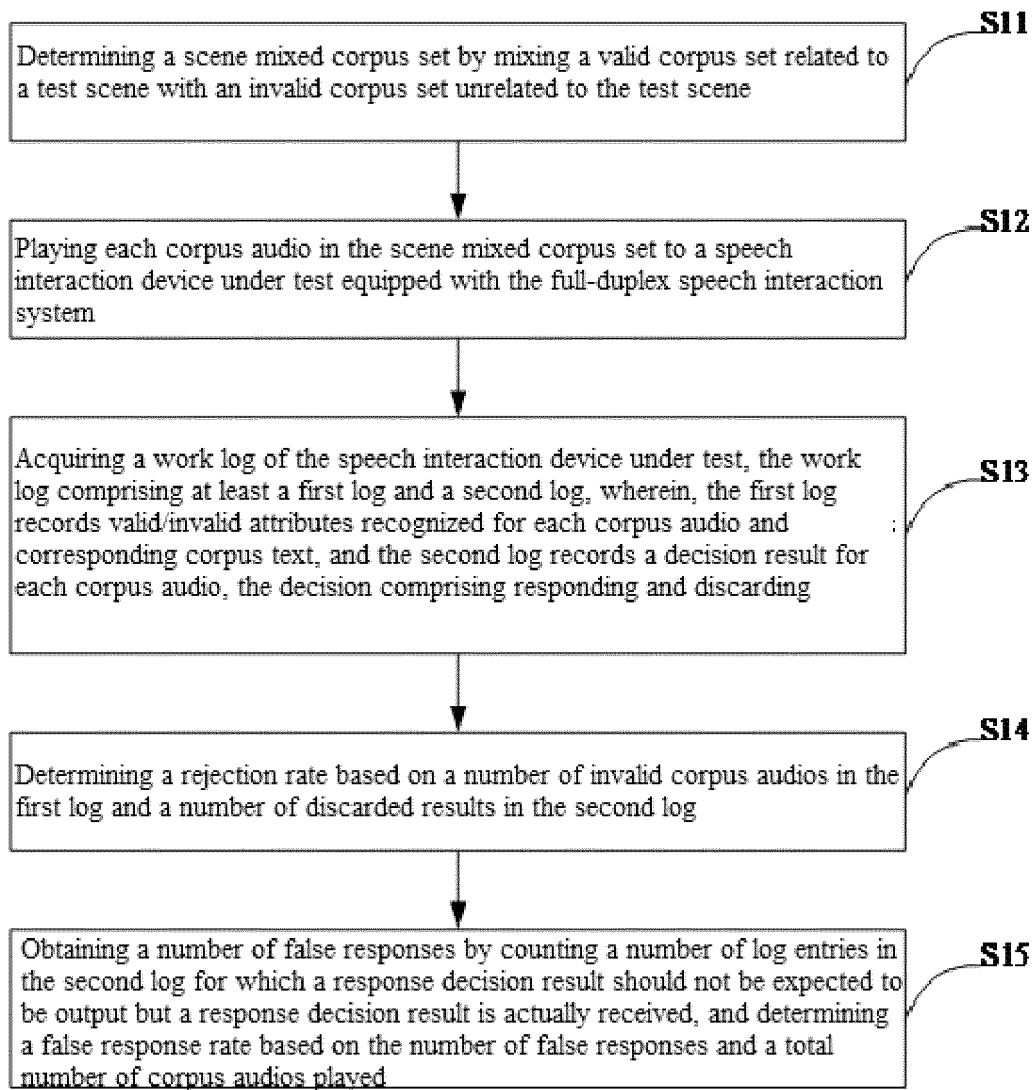 S11
Determining a scene mixed corpus set by mixing a valid corpus set related to
a test scene with an invalid corpus set unrelated to the test scene
S12
Playing each corpus audio in the scene mixed corpus set to a speech
interaction device under test equipped with the full-duplex speech interaction
system
S13
Acquiring a work log of the speech interaction device under test, the work
log comprising at least a first log and a second log, wherein, the first log
records valid/invalid attributes recognized for each corpus audio and ;
corresponding corpus text, and the second log records a decision result for
each corpus audio, the decision comprising responding and discarding
S14
Determining a rejection rate based on a number of invalid corpus audios in the
first log and a number of discarded results in the second log
S15
Obtaining a number of false responses by counting a number of log entries in
the second log for which a response decision result should not be expected to
be output but a response decision result is actually received, and determining
a false response rate based on the number of false responses and a total
number of corpus audios played